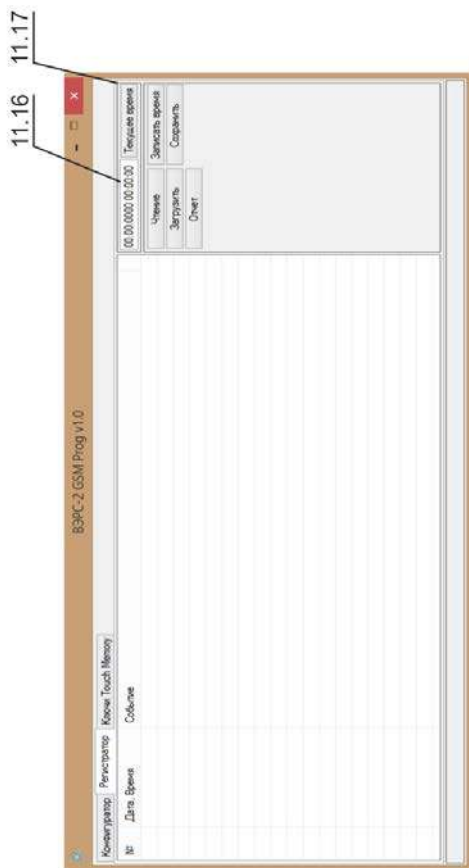 11.16 11.17
ВЭРС-2 GSM Prog v1.0
Конфигуратор Регистратор Ключи Touch Memory
№ Дата. Время Событие
00.00.0000 00:00:00 Текущее время
Чтение Записать время
Загрузить Сохранить
Отчет